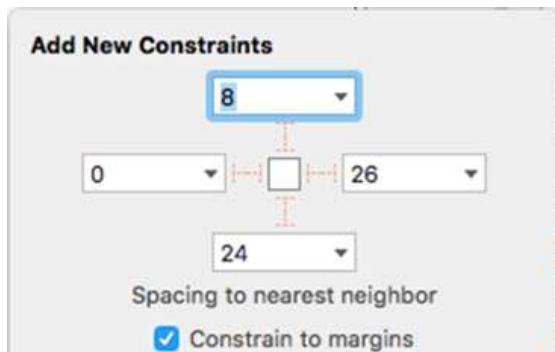 Add New Constraints
8
0 26
24
Spacing to nearest neighbor
Constrain to margins